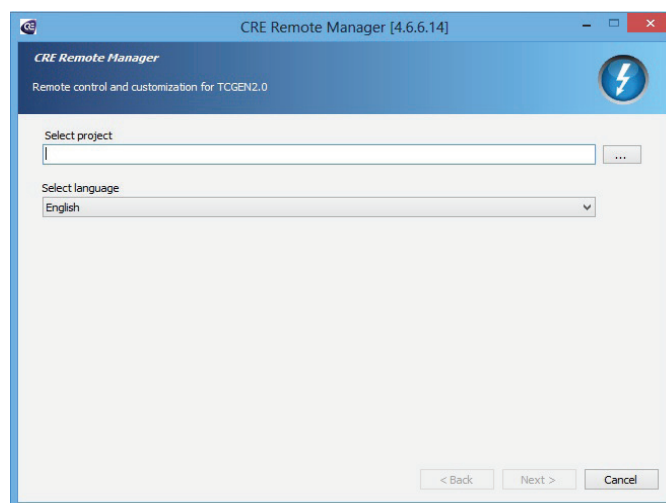 CRE Remote Manager [4.6.6.14]
CRE Remote Manager
Remote control and customization for TCGEN2.0
Select project
...
Select language
English
< Back Next > Cancel